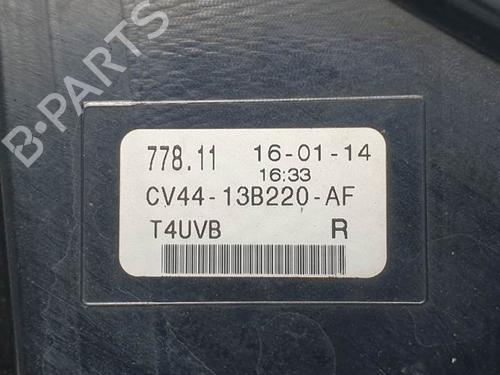 B-PARTS
778.11 16-01-14
16:33
CV44-13B220-AF
T4UVB R